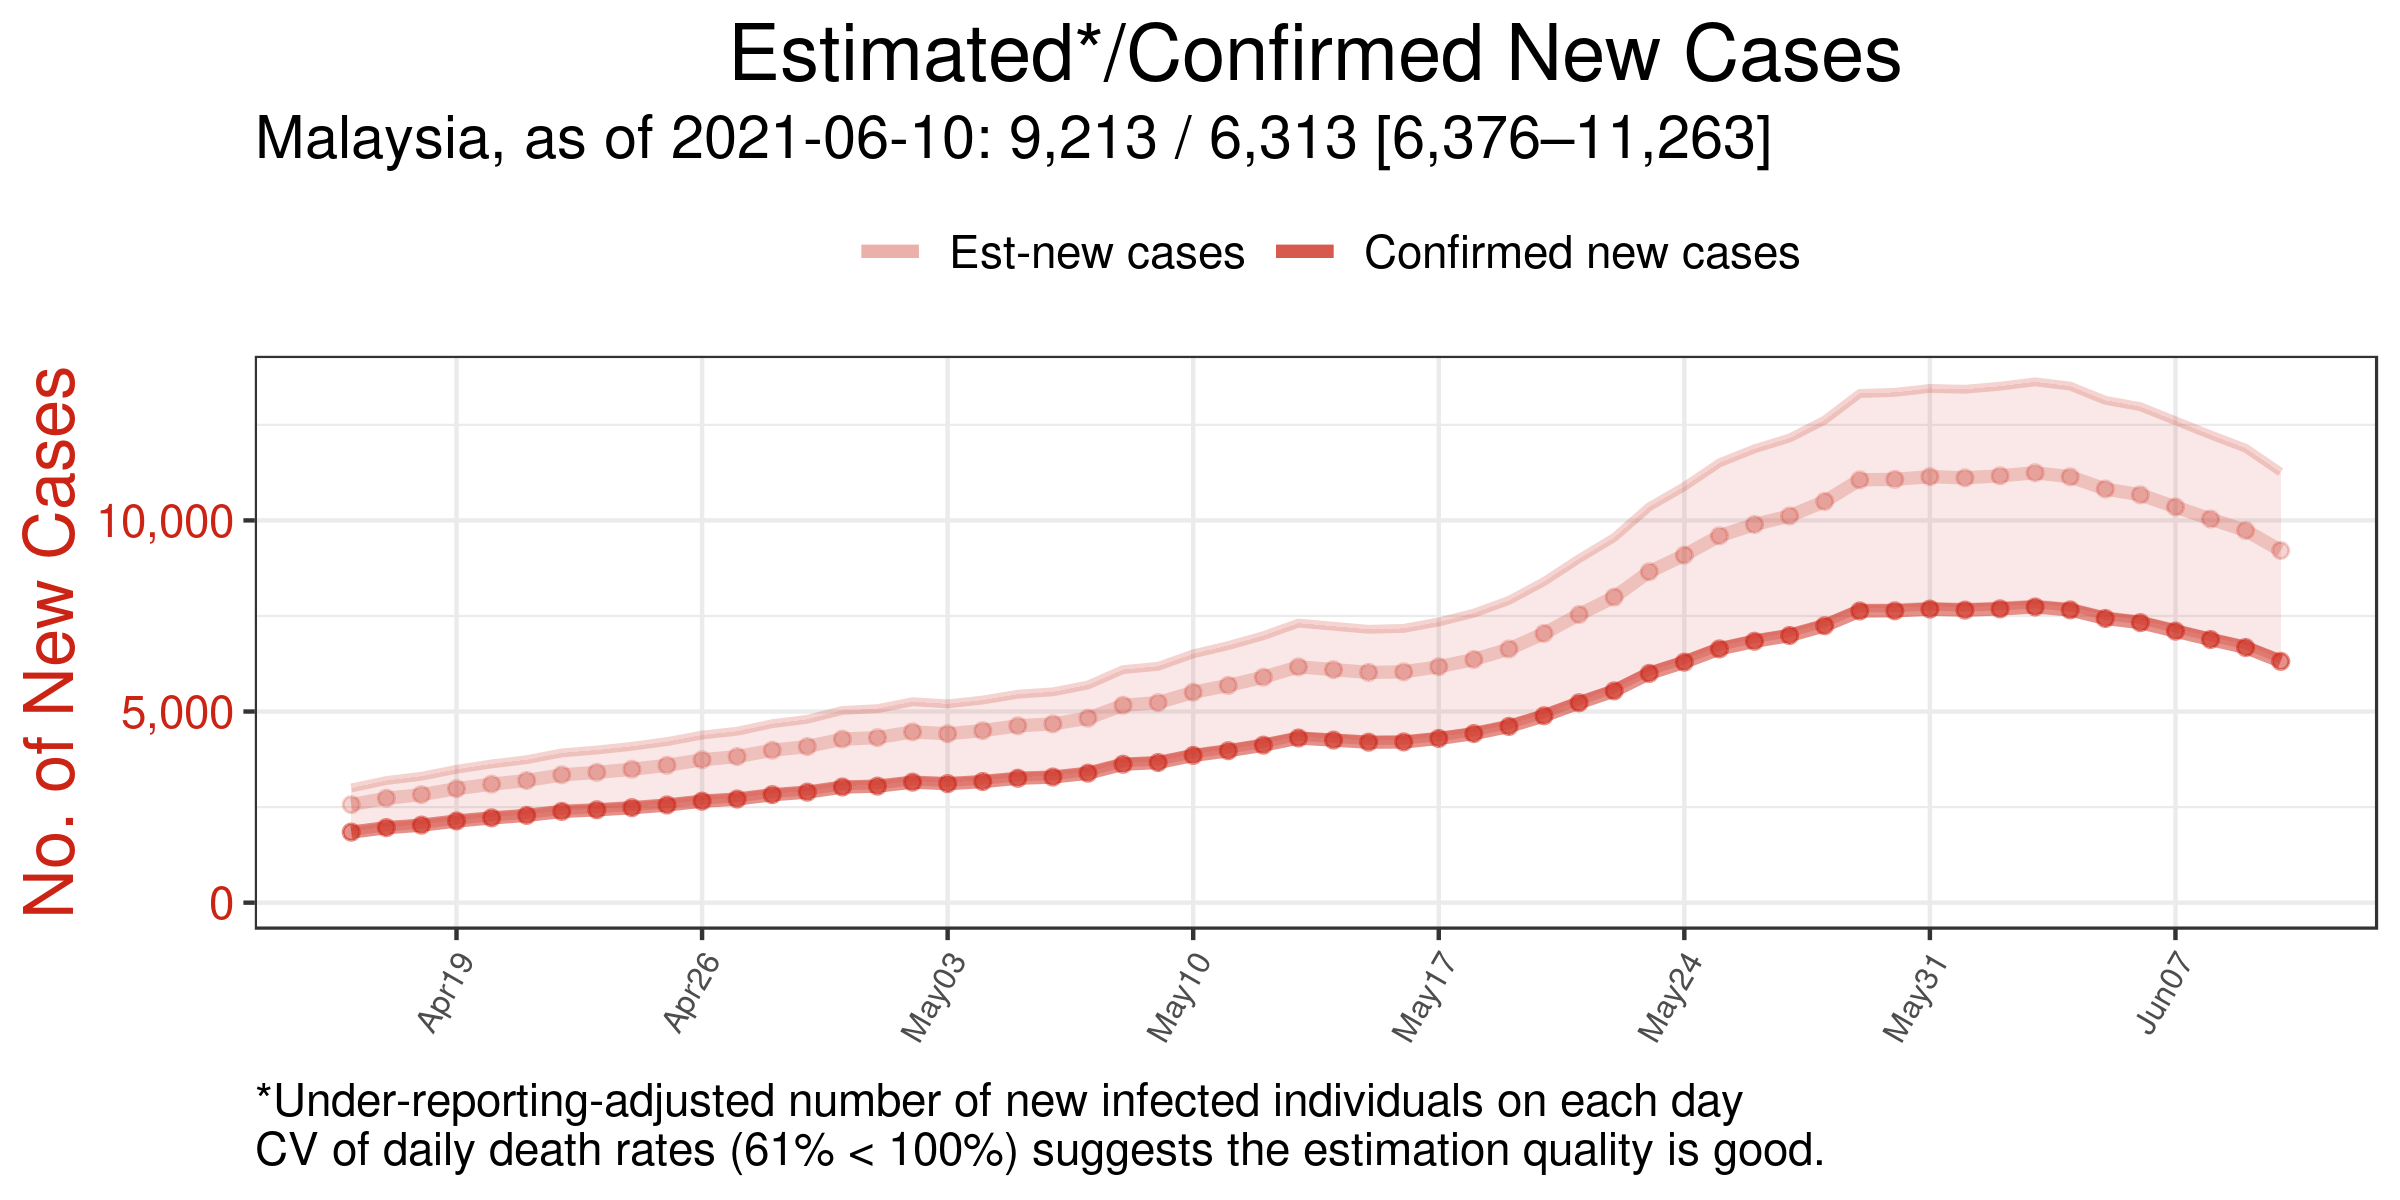 Estimated*/Confirmed New Cases
Malaysia, as of 2021-06-10: 9,213 / 6,313 [6,376–11,263]
Est-new cases
Confirmed new cases
No. of New Cases
10,000
5,000
0
Apr19
Apr26
May03
May10
May17
May24
May31
Jun07
*Under-reporting-adjusted number of new infected individuals on each day
CV of daily death rates (61% < 100%) suggests the estimation quality is good.